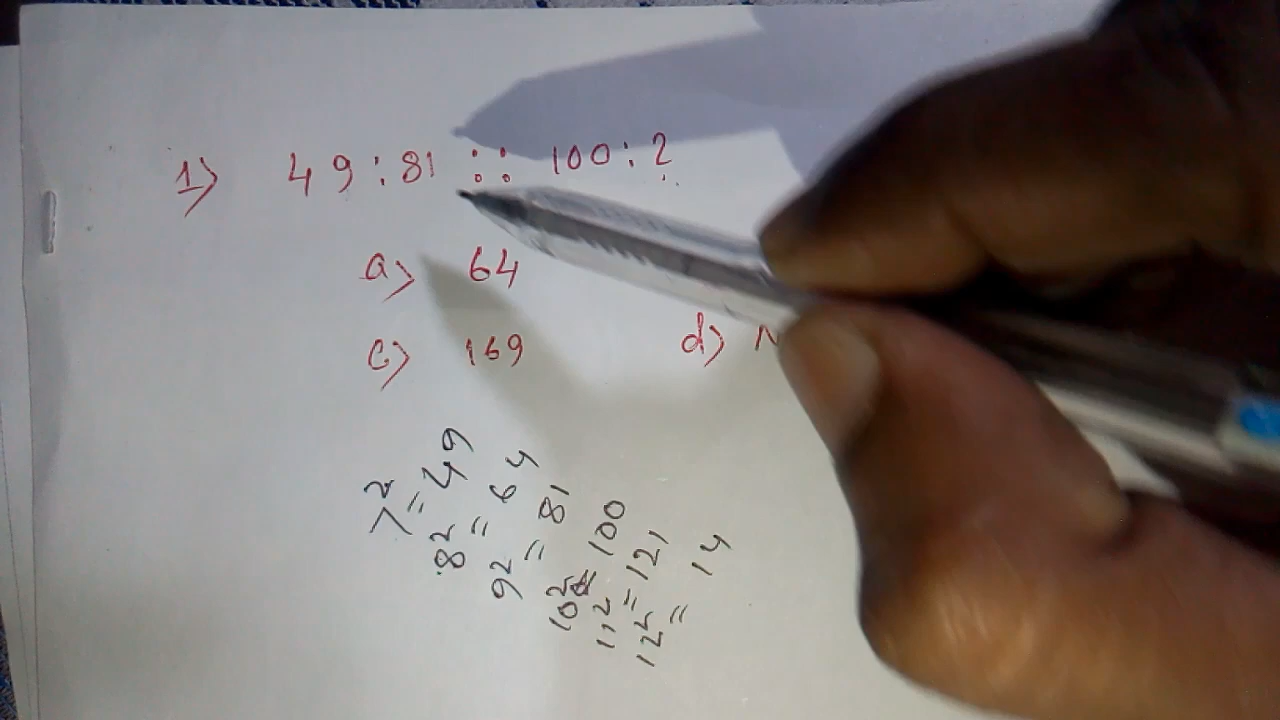 1) 49 : 81 :: 100 : ?
a) 64
c) 169 d) N
7² = 49
8² = 64
9² = 81
10² = 100
11² = 121
12² = 14